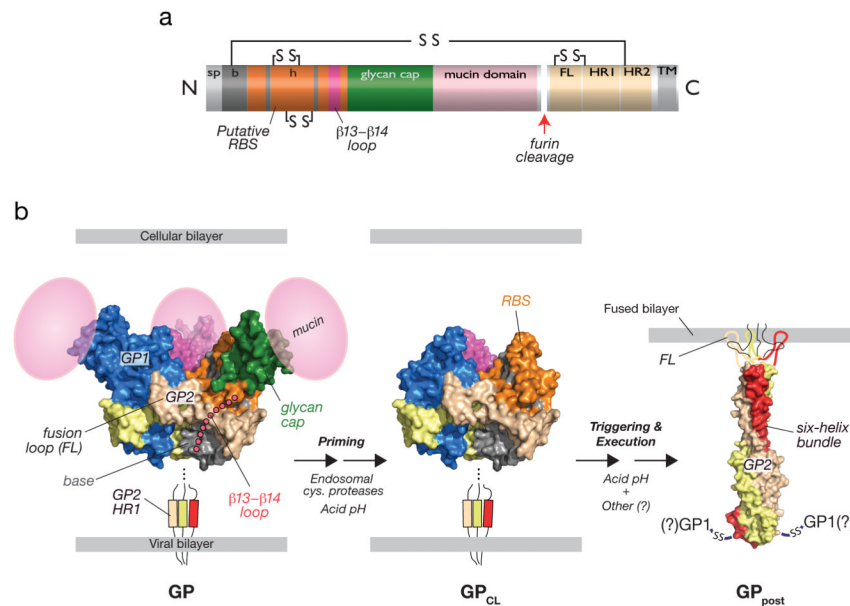 a
S S
S S
S S
sp
b
h
glycan cap
mucin domain
FL
HR1
HR2
TM
N
C
S S
Putative
RBS
β13–β14
loop
furin
cleavage
b
Cellular bilayer
Fused bilayer
RBS
mucin
GP1
FL
GP2
glycan
cap
fusion
loop (FL)
base
Priming
Endosomal
cys. proteases
Acid pH
Triggering &
Execution
Acid pH
+
Other (?)
six-helix
bundle
GP2
β13–β14
loop
GP2
HR1
(?)GP1
SS
SS
GP1(?
Viral bilayer
GP
GPCL
GPpost